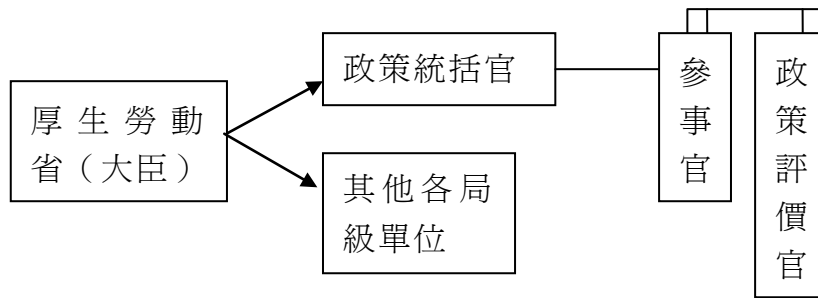 厚生勞動
省（大臣）
政策統括官
其他各局
級單位
參事官
政策評價官